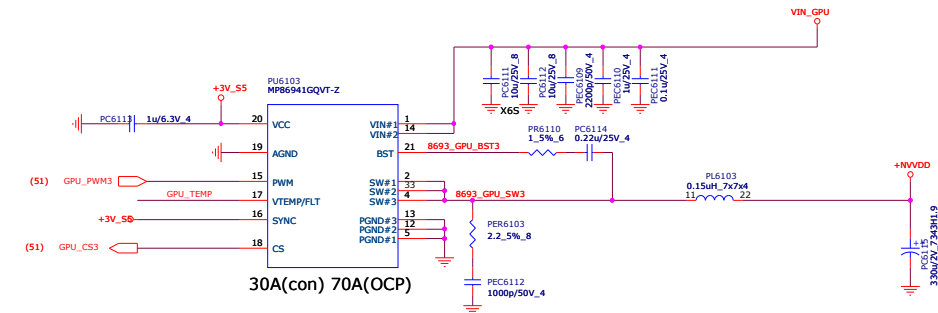 VIN_GPU
PU6103
MP86941GQVT-Z
+3V_S5
PC6113
1u/6.3V_4
20
VCC
19
AGND
15
PWM
17
VTEMP/FLT
16
SYNC
18
CS
VIN#1
1
VIN#2
14
BST
21
SW#1
2
SW#2
33
SW#3
4
PGND#3
13
PGND#2
12
PGND#1
5
(51)
GPU_PWM3
GPU_TEMP
+3V_S5
(51)
GPU_CS3
30A(con) 70A(OCP)
PC6111
10u/25V_8
PC6112
10u/25V_8
PEC6109
2200p/50V_4
PEC6110
1u/25V_4
PEC6111
0.1u/25V_4
X6S
8693_GPU_BST3
PR6110
1_5%_6
PC6114
0.22u/25V_4
8693_GPU_SW3
PER6103
2.2_5%_8
PEC6112
1000p/50V_4
PL6103
0.15uH_7x7x4
11
22
+NVVDD
+
PC6115
330u/2V_7343H1.9